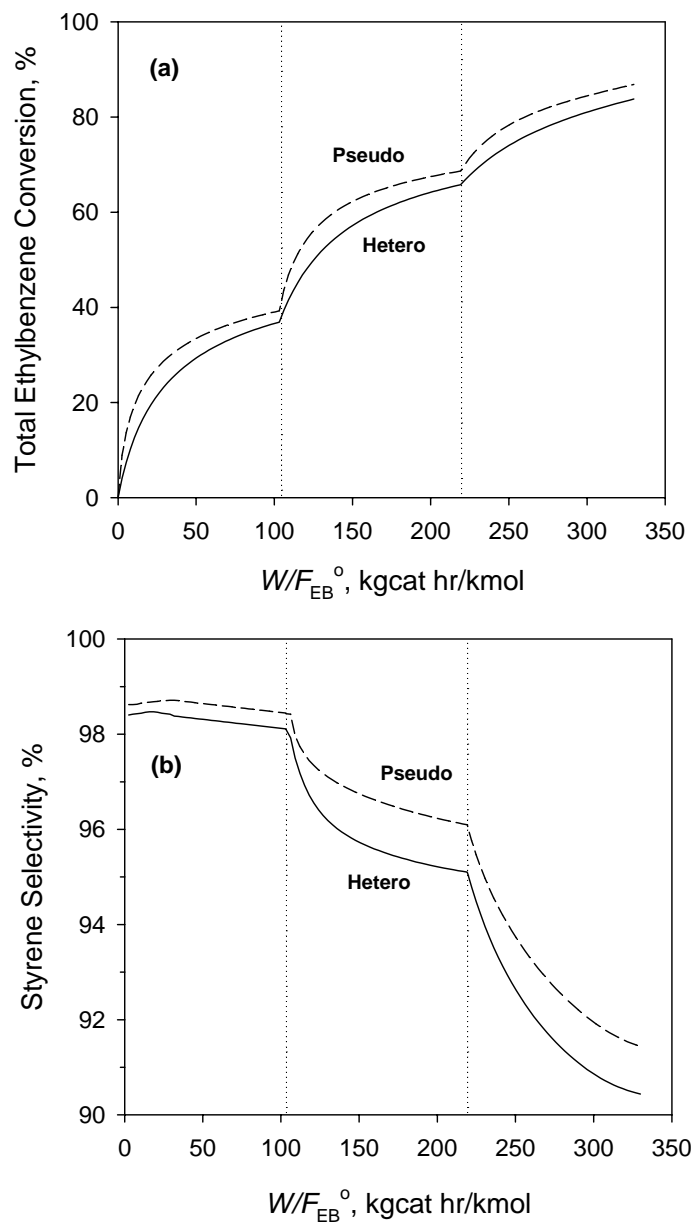 100
(a)
80
Pseudo
60
Hetero
40
20
0
0 50 100 150 200 250 300 350
Total Ethylbenzene Conversion, %
W/F_EB^o, kgcat hr/kmol
100
98
(b)
Pseudo
96
Hetero
94
92
90
0 50 100 150 200 250 300 350
Styrene Selectivity, %
W/F_EB^o, kgcat hr/kmol